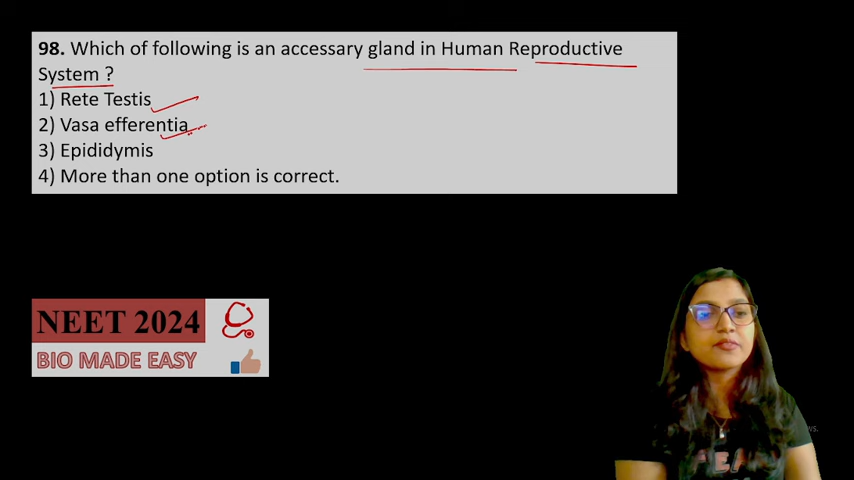 98. Which of following is an accessary gland in Human Reproductive
System ?
1) Rete Testis
2) Vasa efferentia
3) Epididymis
4) More than one option is correct.
NEET 2024
BIO MADE EASY